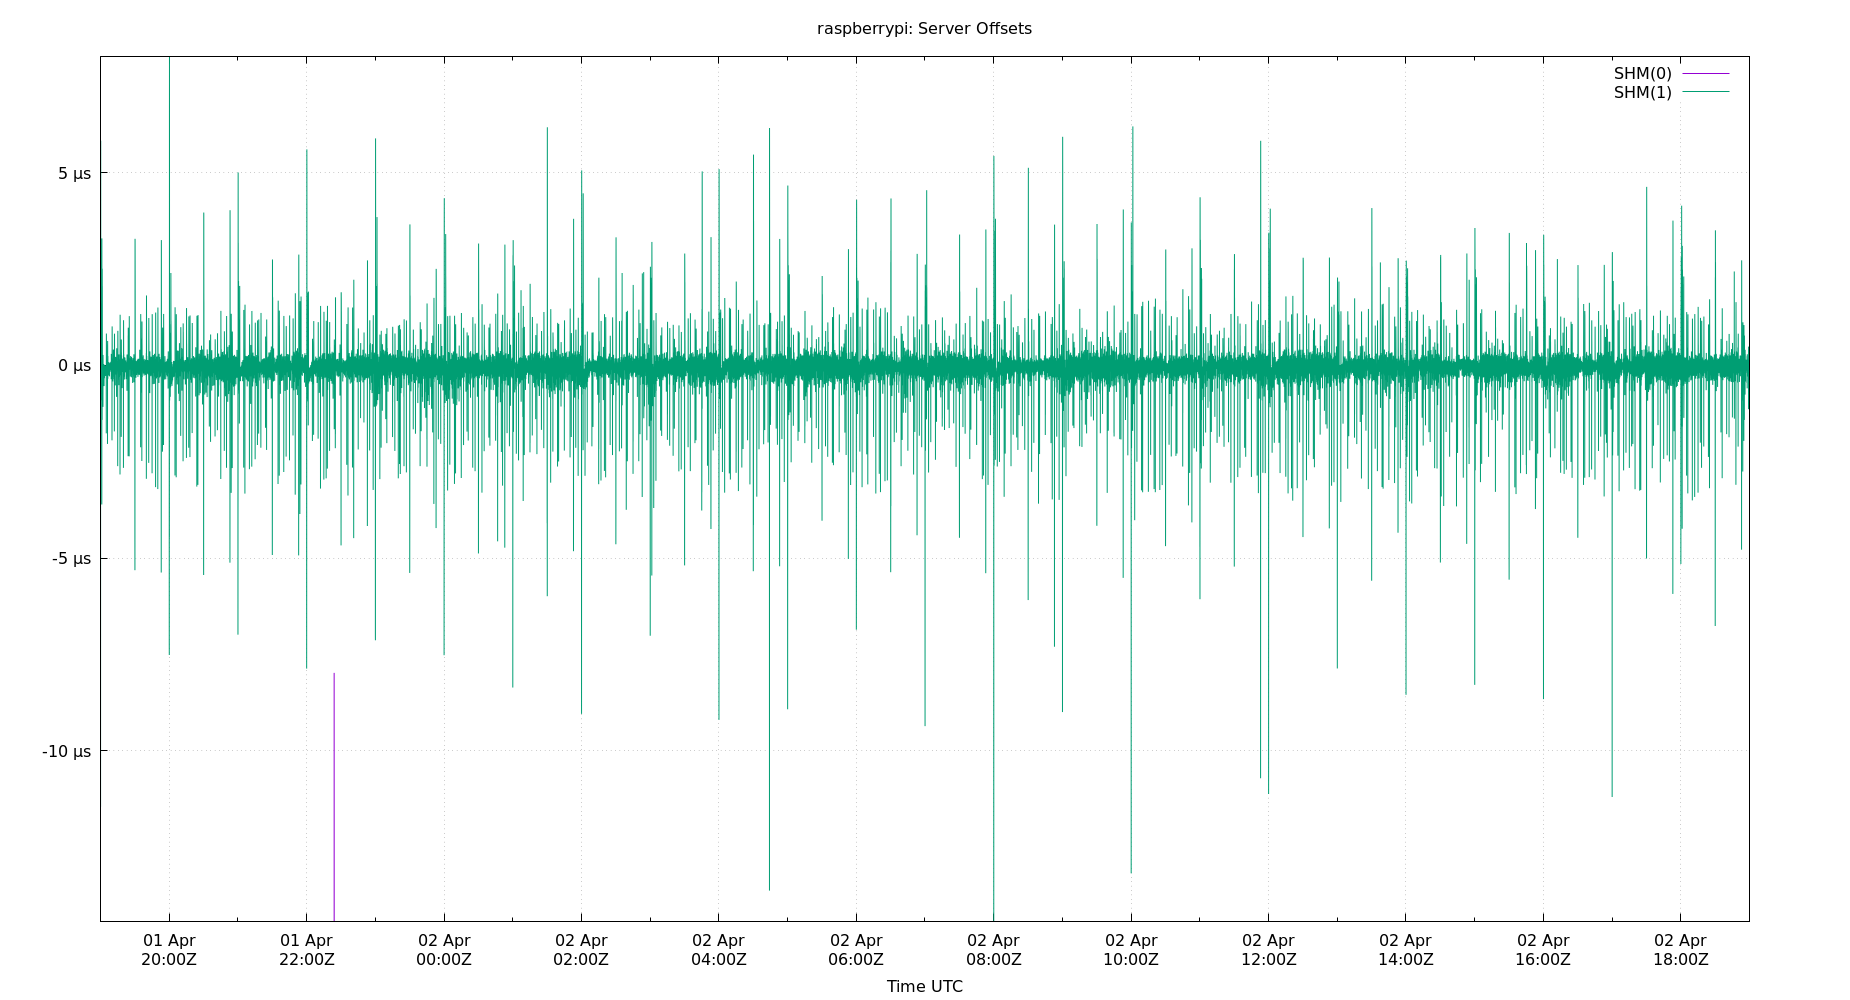 raspberrypi: Server Offsets
SHM(0)
SHM(1)
5 µs
0 µs
-5 µs
-10 µs
01 Apr 01 Apr 02 Apr 02 Apr 02 Apr 02 Apr 02 Apr 02 Apr 02 Apr 02 Apr 02 Apr 02 Apr
20:00Z 22:00Z 00:00Z 02:00Z 04:00Z 06:00Z 08:00Z 10:00Z 12:00Z 14:00Z 16:00Z 18:00Z
Time UTC